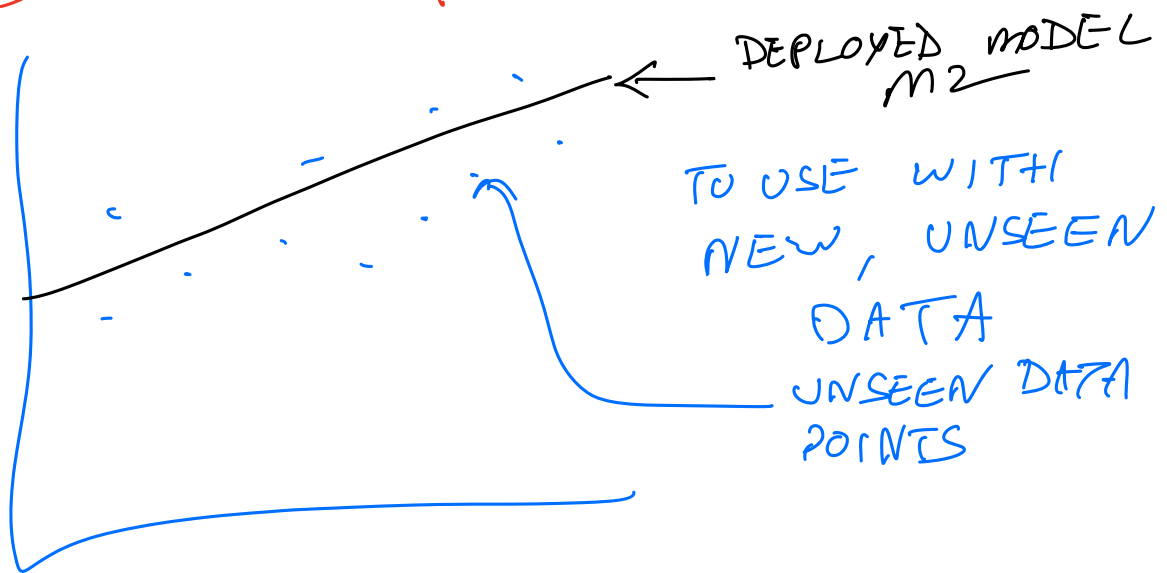 DEPLOYED MODEL
M2
TO USE WITH
NEW, UNSEEN
DATA
UNSEEN DATA
POINTS